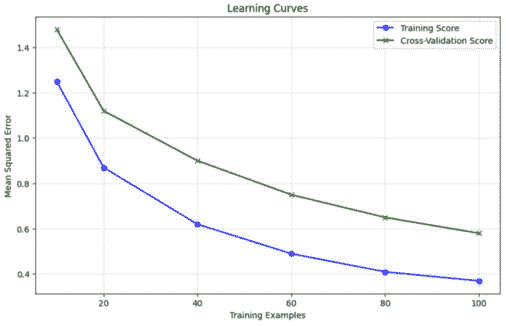 Learning Curves
Training Score
Cross-Validation Score
1.4
1.2
1.0
0.8
0.6
0.4
Mean Squared Error
20
40
60
80
100
Training Examples